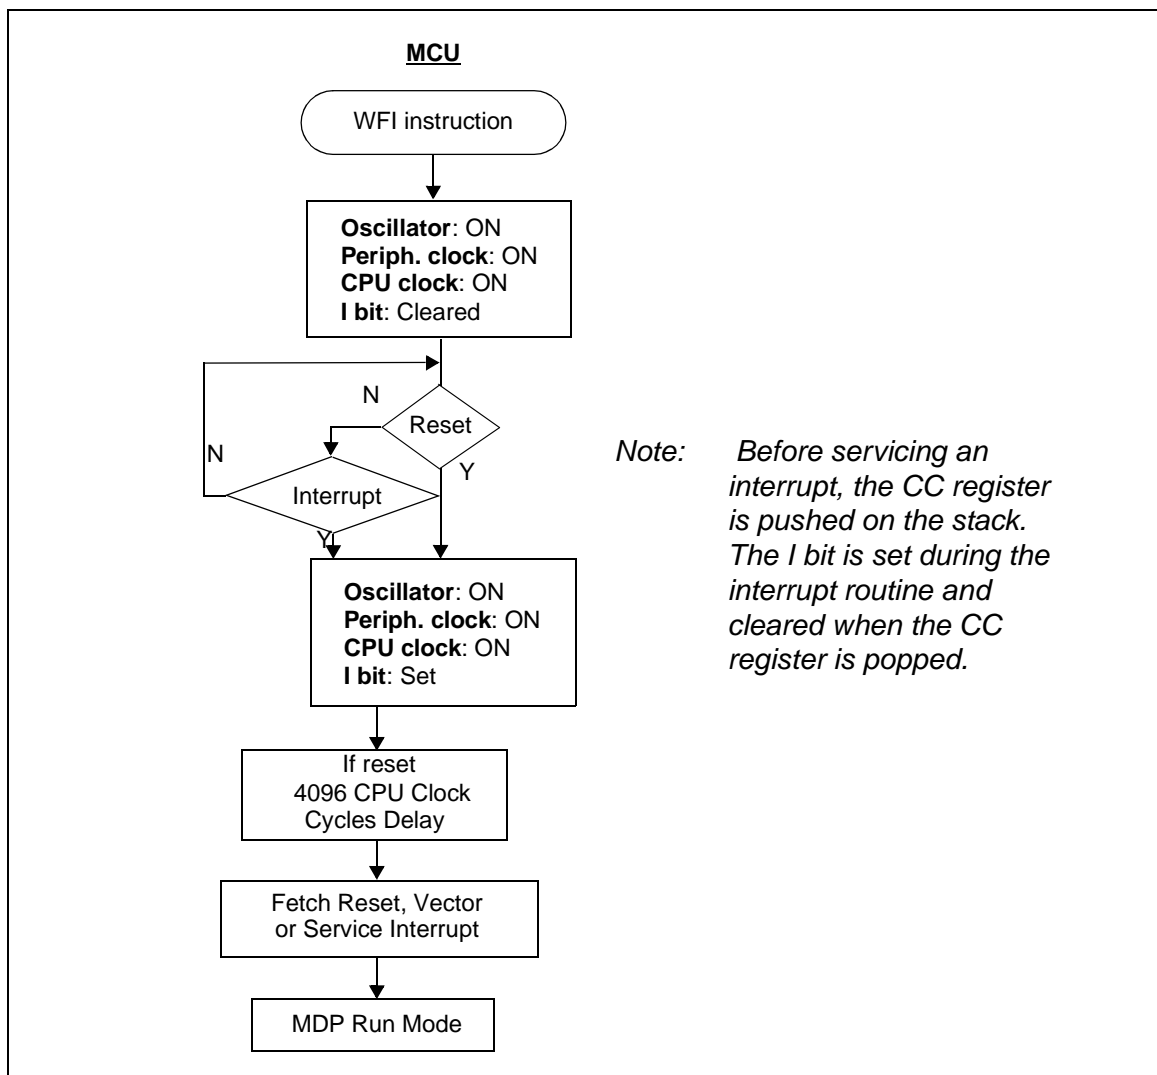 MCU
WFI instruction
Oscillator: ON
Periph. clock: ON
CPU clock: ON
I bit: Cleared
N
Reset
N
Y
Interrupt
Y
Oscillator: ON
Periph. clock: ON
CPU clock: ON
I bit: Set
If reset
4096 CPU Clock
Cycles Delay
Fetch Reset, Vector
or Service Interrupt
MDP Run Mode
Note: Before servicing an
interrupt, the CC register
is pushed on the stack.
The I bit is set during the
interrupt routine and
cleared when the CC
register is popped.